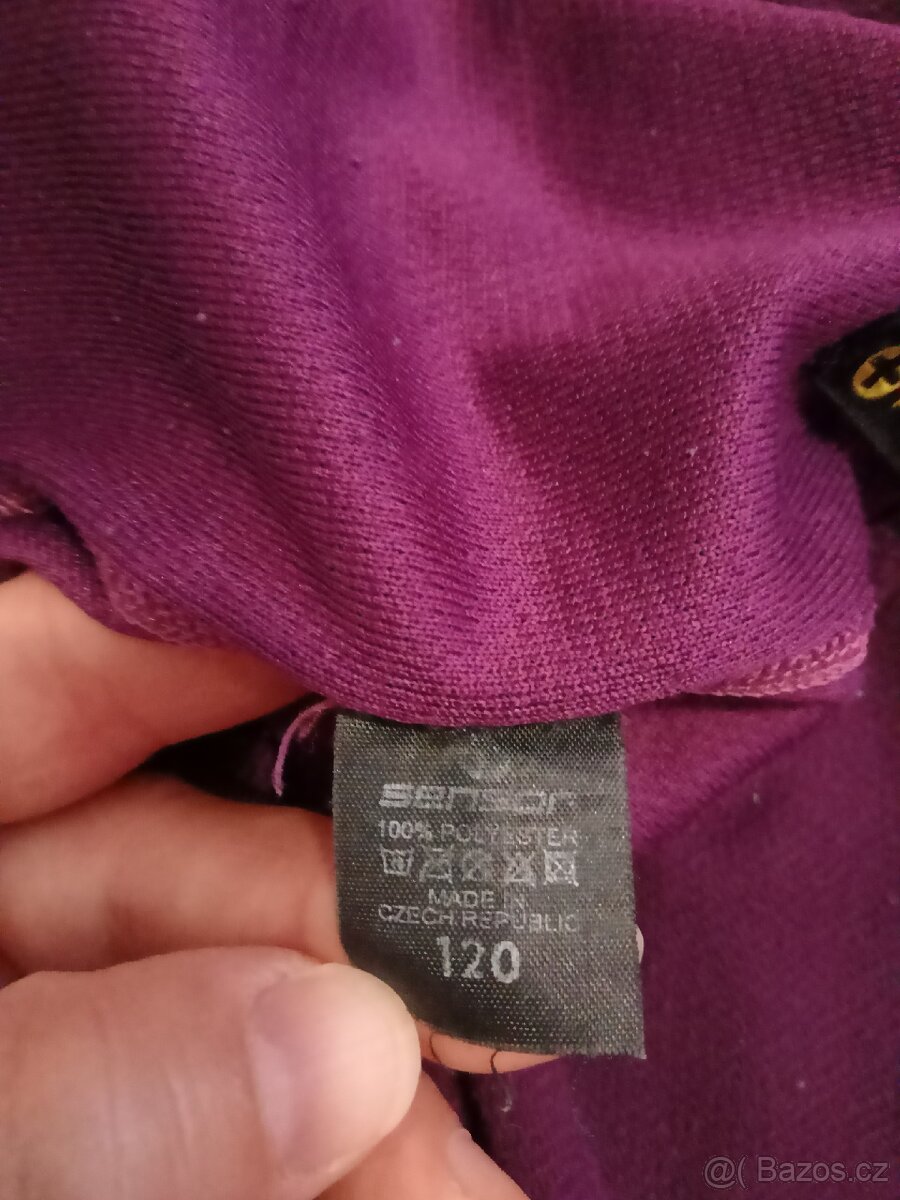 sensor
100% POLYESTER
MADE IN
CZECH REPUBLIC
120
@( Bazos.cz